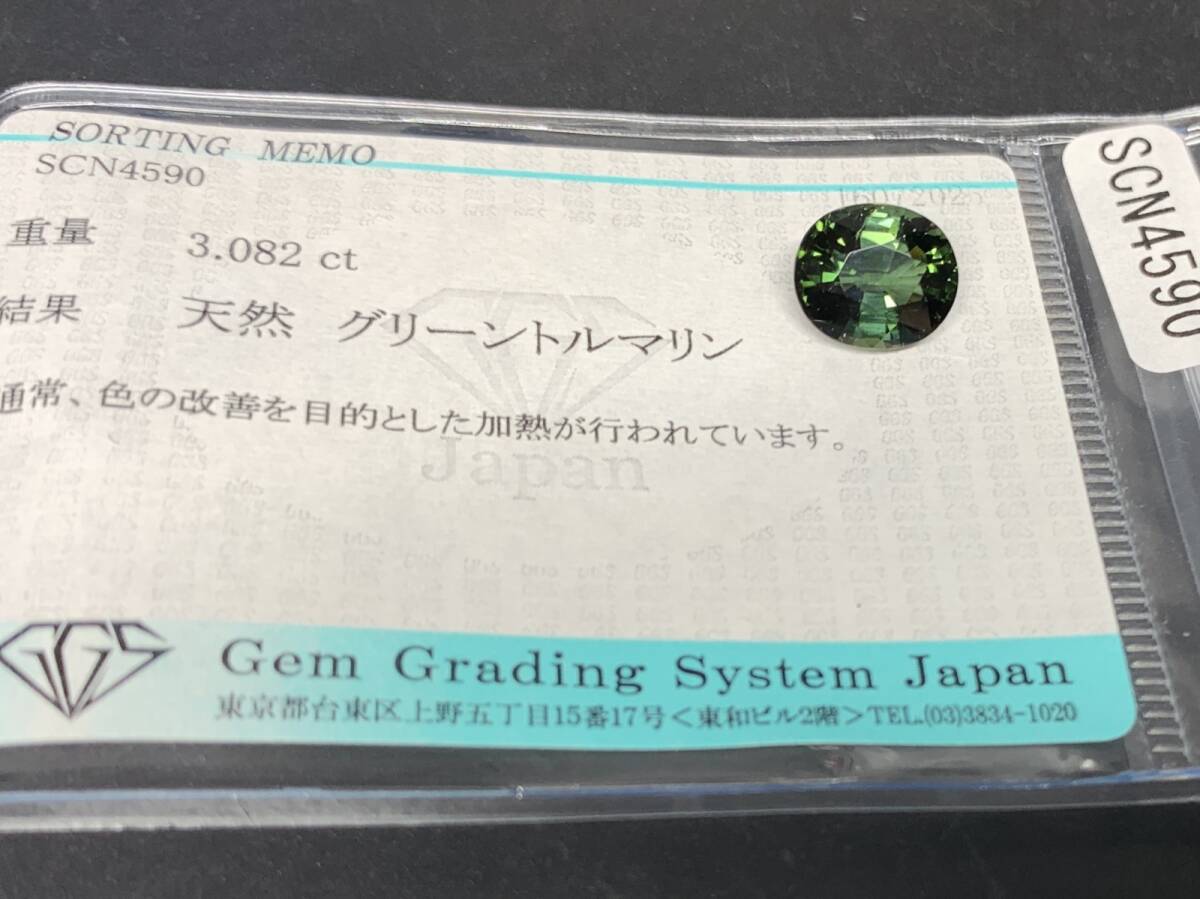 SORTING MEMO
SCN4590
重量 3.082 ct
結果 天然 グリーントルマリン
通常、色の改善を目的とした加熱が行われています。
Japan
GGS
Gem Grading System Japan
東京都台東区上野五丁目15番17号<東和ビル2階>TEL.(03)3834-1020
SCN4590